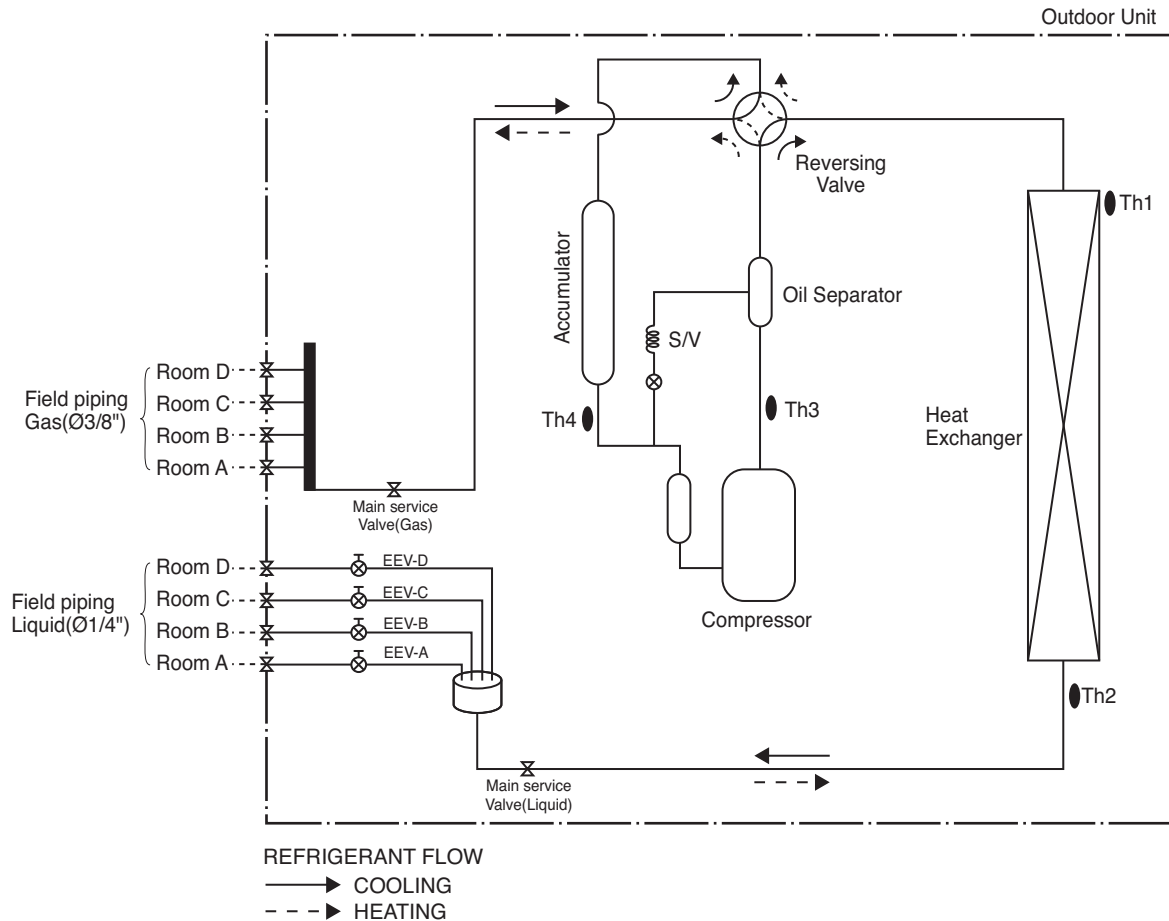 Outdoor Unit
Reversing
Valve
Th1
Accumulator
Oil Separator
S/V
Th4
Th3
Heat
Exchanger
Field piping
Gas(Ø3/8")
Room D
Room C
Room B
Room A
Main service
Valve(Gas)
Field piping
Liquid(Ø1/4")
Room D
Room C
Room B
Room A
EEV-D
EEV-C
EEV-B
EEV-A
Compressor
Th2
Main service
Valve(Liquid)
REFRIGERANT FLOW
COOLING
HEATING